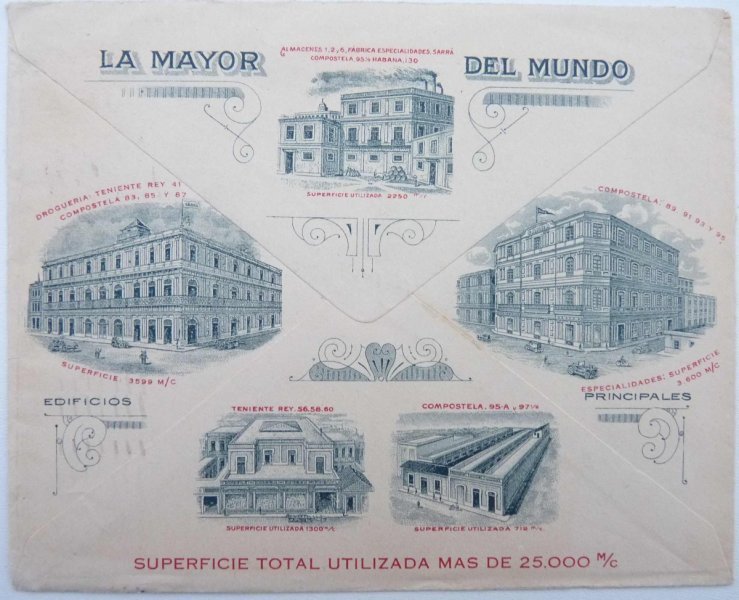 LA MAYOR DEL MUNDO
ALMACENES 1, 2, 6, FÁBRICA ESPECIALIDADES, SARRÁ
COMPOSTELA, 95½ HABANA, 130
SUPERFICIE UTILIZADA 2250 M/C
DROGUERIA: TENIENTE REY 41
COMPOSTELA 83, 85 Y 87
SUPERFICIE, 3599 M/C
COMPOSTELA, 89, 91 93 Y 95,
ESPECIALIDADES; SUPERFICIE
3,600 M/C
EDIFICIOS PRINCIPALES
TENIENTE REY, 56, 58, 60
SUPERFICIE UTILIZADA 1300 M/C
COMPOSTELA, 95-A y 97 1/2
SUPERFICIE UTILIZADA 712 M/C
SUPERFICIE TOTAL UTILIZADA MAS DE 25.000 M/C